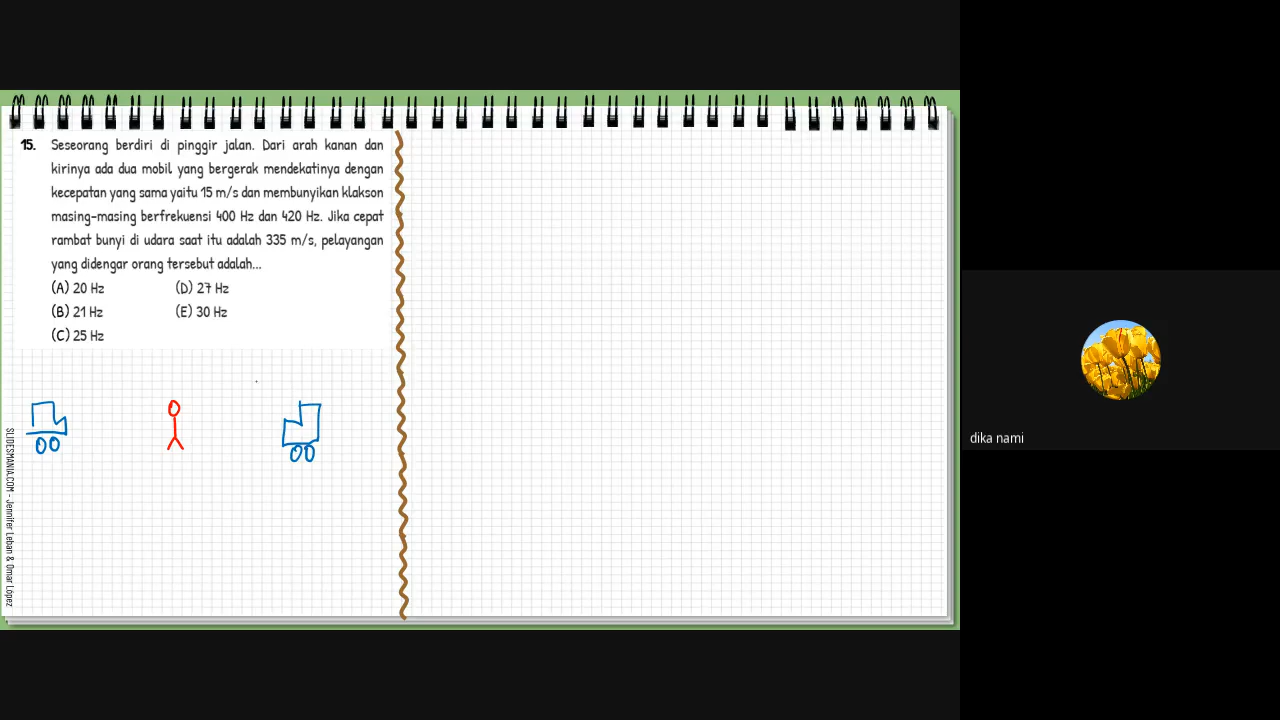 15. Seseorang berdiri di pinggir jalan. Dari arah kanan dan
kirinya ada dua mobil yang bergerak mendekatinya dengan
kecepatan yang sama yaitu 15 m/s dan membunyikan klakson
masing-masing berfrekuensi 400 Hz dan 420 Hz. Jika cepat
rambat bunyi di udara saat itu adalah 335 m/s, pelayangan
yang didengar orang tersebut adalah...
(A) 20 Hz (D) 27 Hz
(B) 21 Hz (E) 30 Hz
(C) 25 Hz
SLIDESMANIA.COM - Jennifer Leban & Omar López
dika nami